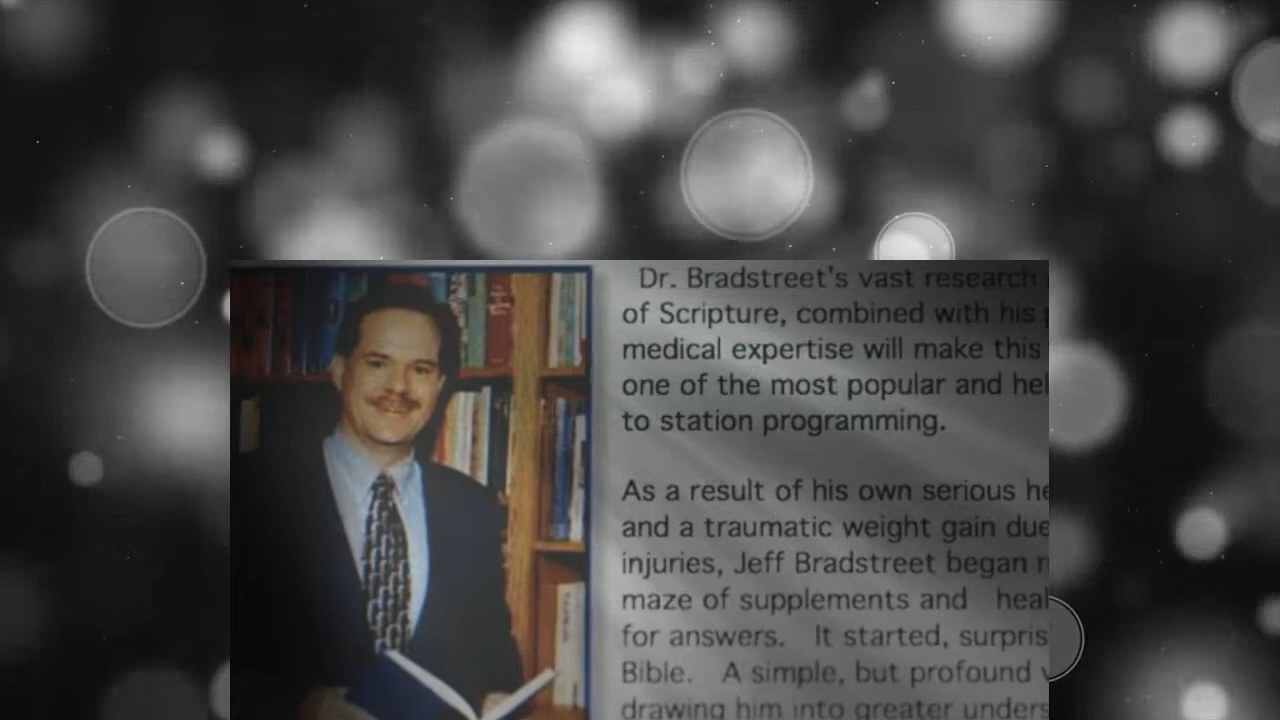 Dr. Bradstreet's vast research
of Scripture, combined with his
medical expertise will make this
one of the most popular and hel
to station programming.
As a result of his own serious he
and a traumatic weight gain due
injuries, Jeff Bradstreet began
maze of supplements and heal
for answers. It started, surpris
Bible. A simple, but profound
drawing him into greater unders